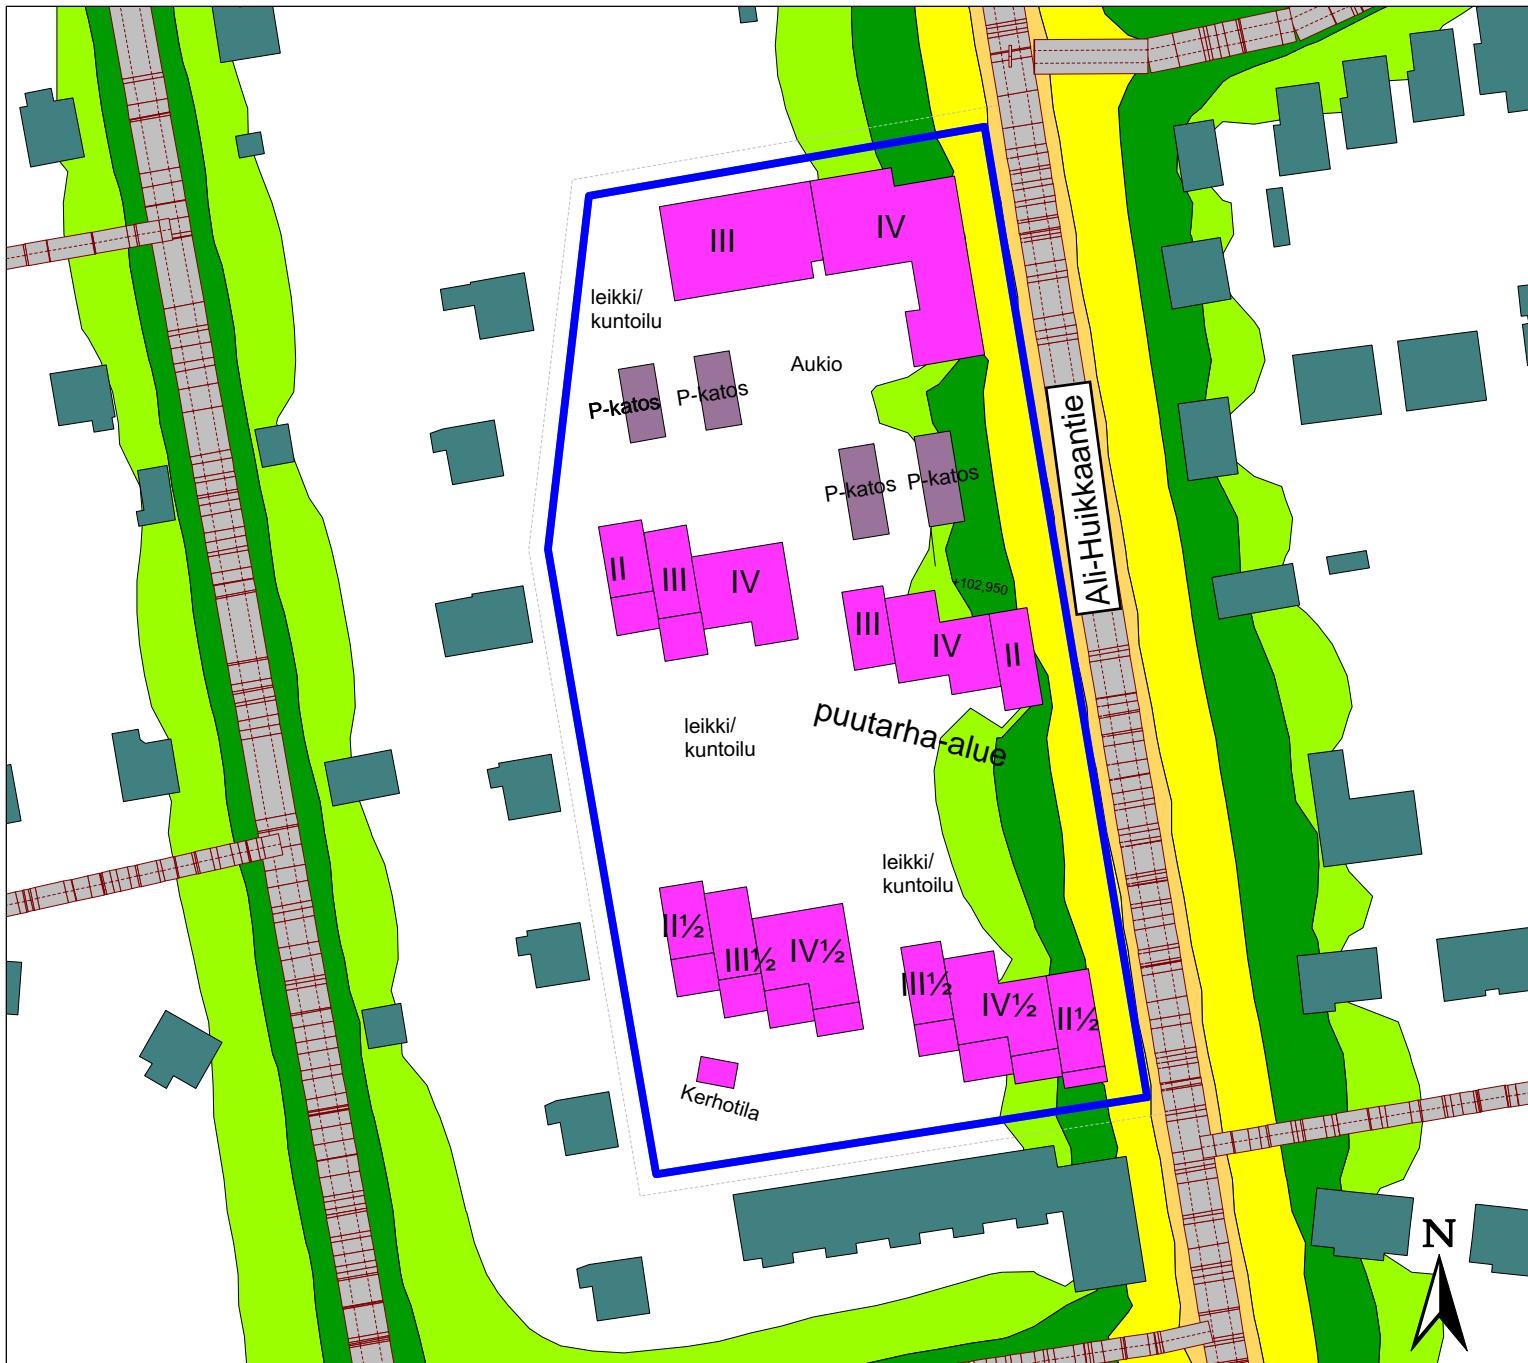 III
IV
leikki/
kuntoilu
Aukio
P-katos
P-katos
P-katos
P-katos
Ali-Huikkaantie
II
III
IV
+102,950
III
IV
II
puutarha-alue
leikki/
kuntoilu
leikki/
kuntoilu
II½
III½
IV½
III½
IV½
II½
Kerhotila
N